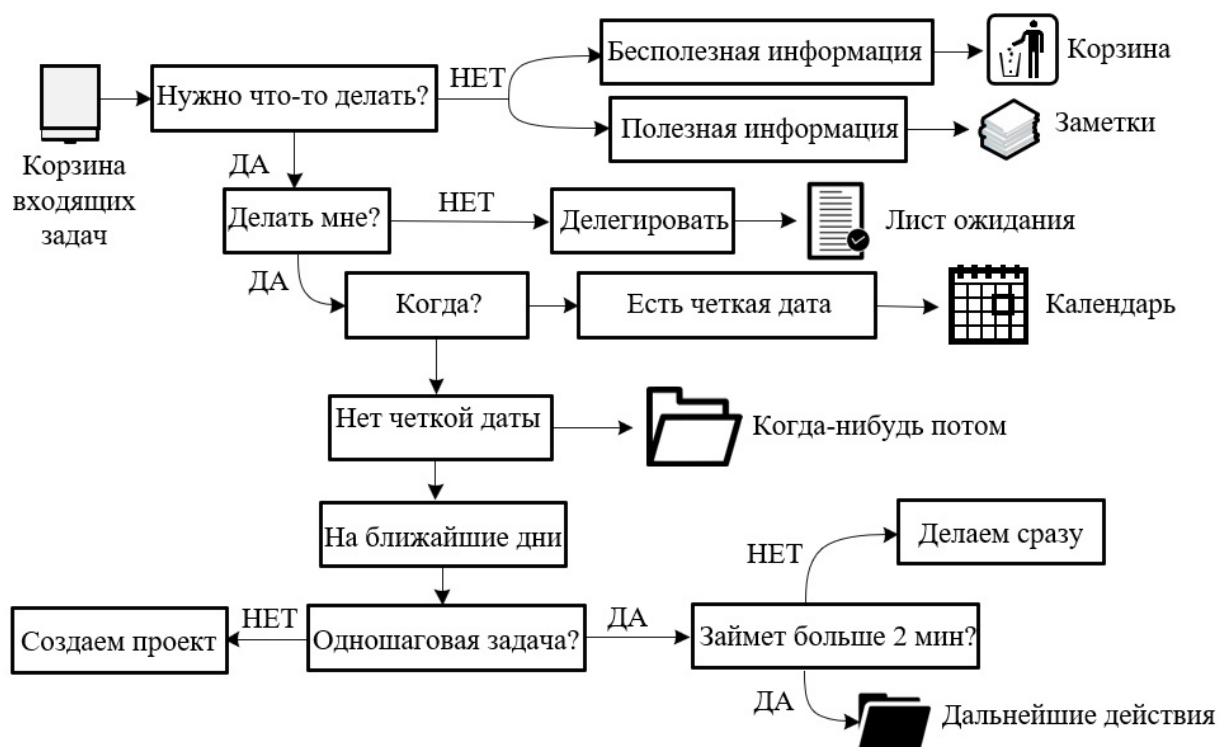 Бесполезная информация
Корзина
Нужно что-то делать?
НЕТ
Полезная информация
Заметки
Корзина
входящих
задач
ДА
Делать мне?
НЕТ
Делегировать
Лист ожидания
ДА
Когда?
Есть четкая дата
Календарь
Нет четкой даты
Когда-нибудь потом
На ближайшие дни
НЕТ
Делаем сразу
Создаем проект
НЕТ
Одношаговая задача?
ДА
Займет больше 2 мин?
ДА
Дальнейшие действия